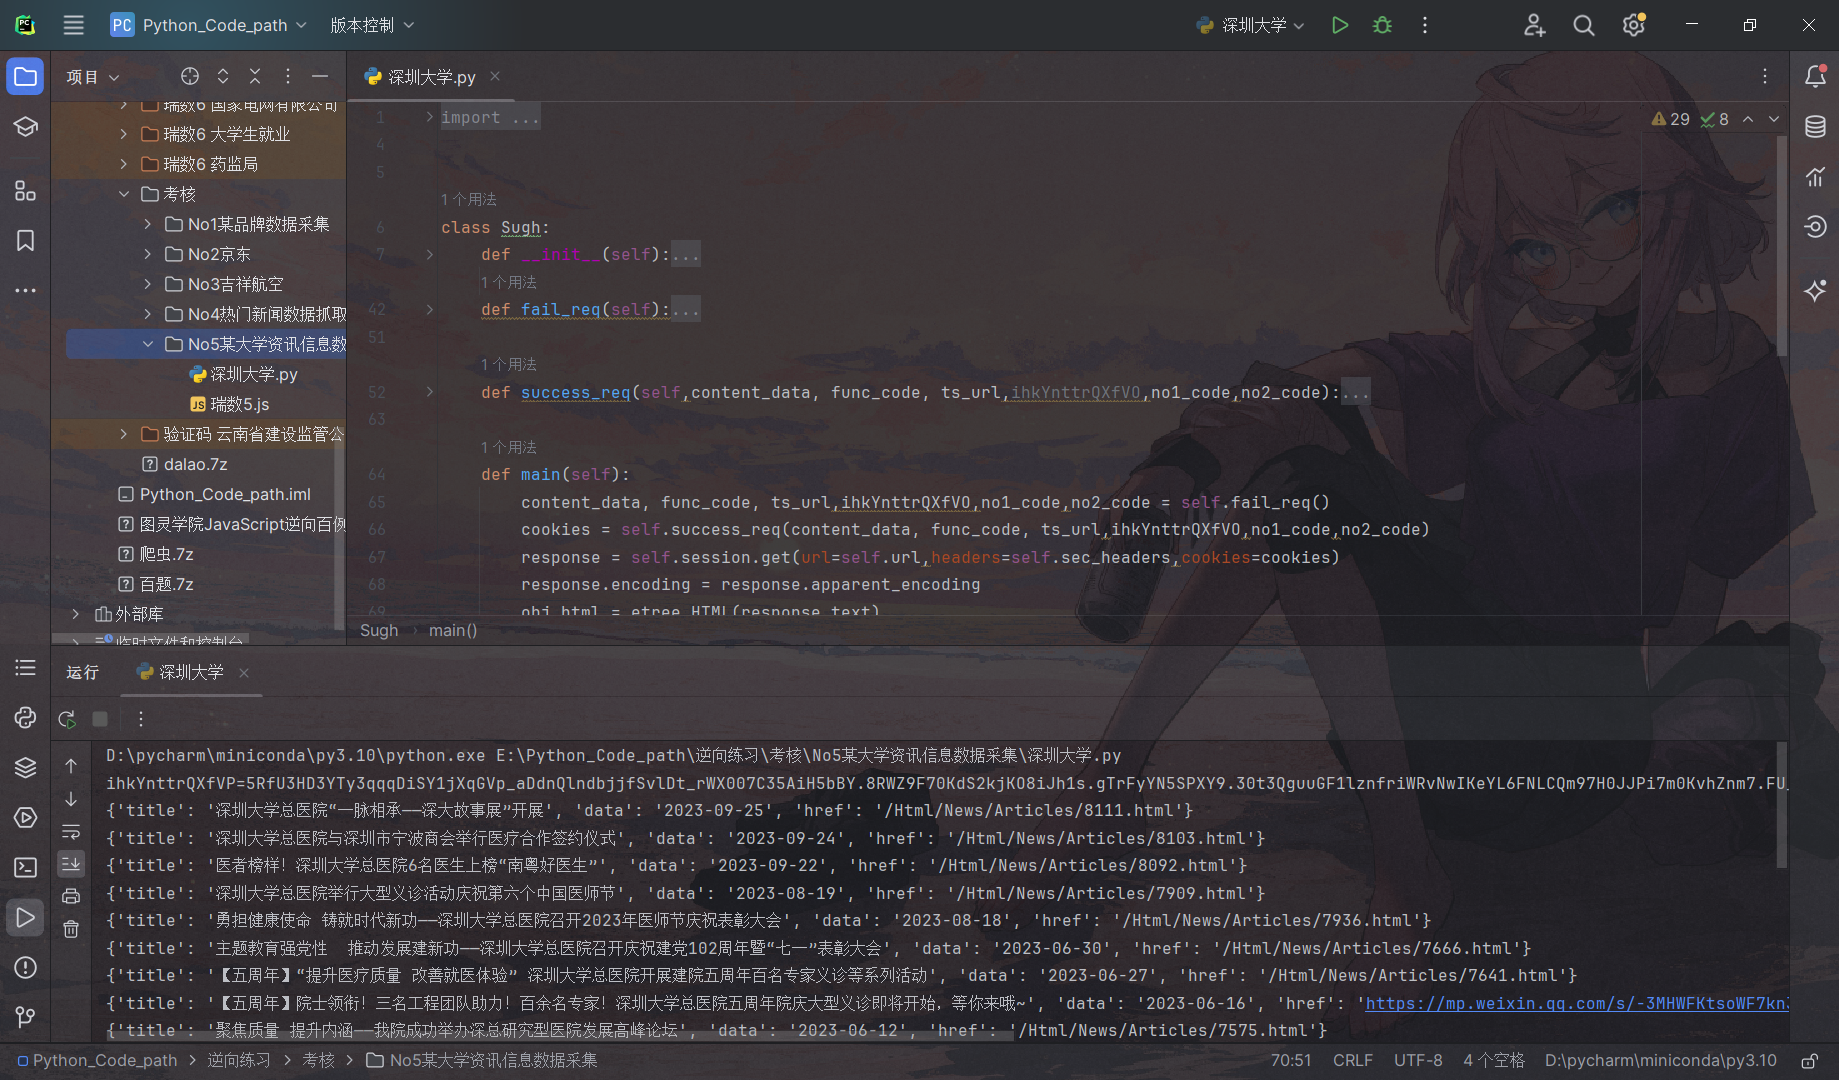 PC Python_Code_path 版本控制 深圳大学
项目 深圳大学.py
瑞数6 国家电网有限公司
瑞数6 大学生就业
瑞数6 药监局
考核
No1某品牌数据采集
No2京东
No3吉祥航空
No4热门新闻数据抓取
No5某大学资讯信息数
深圳大学.py
JS 瑞数5.js
验证码 云南省建设监管公
dalao.7z
Python_Code_path.iml
图灵学院JavaScript逆向百例
爬虫.7z
百题.7z
外部库
临时文件和控制台
29 8
1 import ...
4
5
1 个用法
6 class Sugh:
7 def __init__(self):...
1 个用法
42 def fail_req(self):...
51
1 个用法
52 def success_req(self,content_data, func_code, ts_url,ihkYnttrQXfVO,no1_code,no2_code):...
63
1 个用法
64 def main(self):
65 content_data, func_code, ts_url,ihkYnttrQXfVO,no1_code,no2_code = self.fail_req()
66 cookies = self.success_req(content_data, func_code, ts_url,ihkYnttrQXfVO,no1_code,no2_code)
67 response = self.session.get(url=self.url,headers=self.sec_headers,cookies=cookies)
68 response.encoding = response.apparent_encoding
69 obj_html = etree.HTML(response.text)
Sugh › main()
运行 深圳大学
D:\pycharm\miniconda\py3.10\python.exe E:\Python_Code_path\逆向练习\考核\No5某大学资讯信息数据采集\深圳大学.py
ihkYnttrQXfVP=5RfU3HD3YTy3qqqDiSY1jXqGVp_aDdnQlndbjjfSvlDt_rWX007C35AiH5bBY.8RWZ9F70KdS2kjKO8iJh1s.gTrFyYN5SPXY9.30t3QguuGF1lznfriWRvNwIKeYL6FNLCQm97H0JJPi7m0KvhZnm7.FU_
{'title': '深圳大学总医院“一脉相承——深大故事展”开展', 'data': '2023-09-25', 'href': '/Html/News/Articles/8111.html'}
{'title': '深圳大学总医院与深圳市宁波商会举行医疗合作签约仪式', 'data': '2023-09-24', 'href': '/Html/News/Articles/8103.html'}
{'title': '医者榜样！深圳大学总医院6名医生上榜“南粤好医生”', 'data': '2023-09-22', 'href': '/Html/News/Articles/8092.html'}
{'title': '深圳大学总医院举行大型义诊活动庆祝第六个中国医师节', 'data': '2023-08-19', 'href': '/Html/News/Articles/7909.html'}
{'title': '勇担健康使命 铸就时代新功——深圳大学总医院召开2023年医师节庆祝表彰大会', 'data': '2023-08-18', 'href': '/Html/News/Articles/7936.html'}
{'title': '主题教育强党性  推动发展建新功——深圳大学总医院召开庆祝建党102周年暨“七一”表彰大会', 'data': '2023-06-30', 'href': '/Html/News/Articles/7666.html'}
{'title': '【五周年】“提升医疗质量 改善就医体验” 深圳大学总医院开展建院五周年百名专家义诊等系列活动', 'data': '2023-06-27', 'href': '/Html/News/Articles/7641.html'}
{'title': '【五周年】院士领衔！三名工程团队助力！百余名专家！深圳大学总医院五周年院庆大型义诊即将开始，等你来哦~', 'data': '2023-06-16', 'href': 'https://mp.weixin.qq.com/s/-3MHWFKtsoWF7kn
{'title': '聚焦质量 提升内涵——我院成功举办深总研究型医院发展高峰论坛', 'data': '2023-06-12', 'href': '/Html/News/Articles/7575.html'}
Python_Code_path › 逆向练习 › 考核 › No5某大学资讯信息数据采集 70:51 CRLF UTF-8 4 个空格 D:\pycharm\miniconda\py3.10